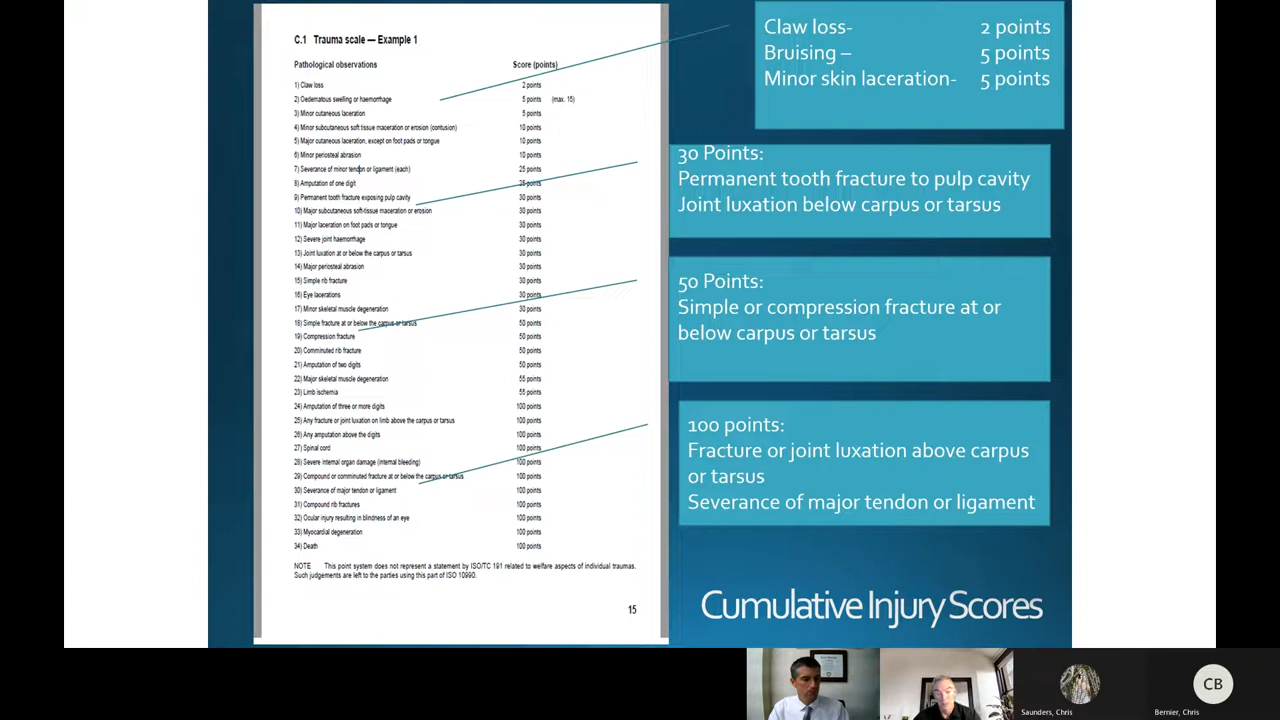 C.1 Trauma scale — Example 1
Pathological observations Score (points)
1) Claw loss 2 points
2) Oedematous swelling or haemorrhage 5 points (max. 15)
3) Minor cutaneous laceration 5 points
4) Minor subcutaneous soft tissue maceration or erosion (contusion) 10 points
5) Major cutaneous laceration, except on foot pads or tongue 10 points
6) Minor periosteal abrasion 10 points
7) Severance of minor tendon or ligament (each) 25 points
8) Amputation of one digit 25 points
9) Permanent tooth fracture exposing pulp cavity 30 points
10) Major subcutaneous soft-tissue maceration or erosion 30 points
11) Major laceration on foot pads or tongue 30 points
12) Severe joint haemorrhage 30 points
13) Joint luxation at or below the carpus or tarsus 30 points
14) Major periosteal abrasion 30 points
15) Simple rib fracture 30 points
16) Eye lacerations 30 points
17) Minor skeletal muscle degeneration 30 points
18) Simple fracture at or below the carpus or tarsus 50 points
19) Compression fracture 50 points
20) Comminuted rib fracture 50 points
21) Amputation of two digits 50 points
22) Major skeletal muscle degeneration 55 points
23) Limb ischemia 55 points
24) Amputation of three or more digits 100 points
25) Any fracture or joint luxation on limb above the carpus or tarsus 100 points
26) Any amputation above the digits 100 points
27) Spinal cord 100 points
28) Severe internal organ damage (internal bleeding) 100 points
29) Compound or comminuted fracture at or below the carpus or tarsus 100 points
30) Severance of major tendon or ligament 100 points
31) Compound rib fractures 100 points
32) Ocular injury resulting in blindness of an eye 100 points
33) Myocardial degeneration 100 points
34) Death 100 points
NOTE This point system does not represent a statement by ISO/TC 191 related to welfare aspects of individual traumas.
Such judgements are left to the parties using this part of ISO 10990.
15
Claw loss- 2 points
Bruising – 5 points
Minor skin laceration- 5 points
30 Points:
Permanent tooth fracture to pulp cavity
Joint luxation below carpus or tarsus
50 Points:
Simple or compression fracture at or
below carpus or tarsus
100 points:
Fracture or joint luxation above carpus
or tarsus
Severance of major tendon or ligament
Cumulative Injury Scores
CB
Saunders, Chris
Bernier, Chris